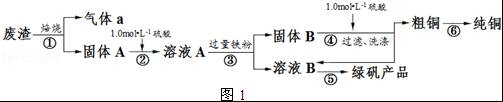 1.0mol·L⁻¹硫酸
废渣 焙烧 ① 气体 a
固体 A 1.0mol·L⁻¹硫酸 ② 溶液 A 过量铁粉 ③ 固体 B ④ 过滤、洗涤 粗铜 ⑥ 纯铜
溶液 B ⑤ 绿矾产品
图 1